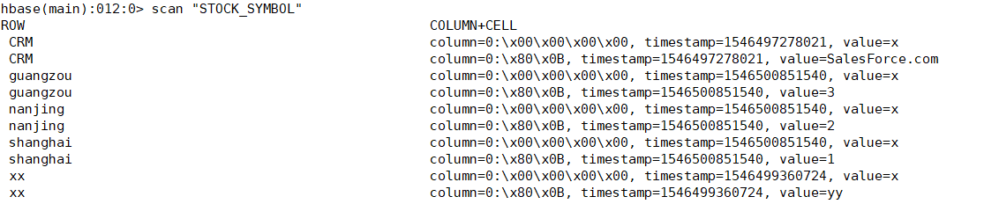 hbase(main):012:0> scan "STOCK_SYMBOL"
ROW COLUMN+CELL
CRM column=0:\x00\x00\x00\x00, timestamp=1546497278021, value=x
CRM column=0:\x80\x0B, timestamp=1546497278021, value=SalesForce.com
guangzou column=0:\x00\x00\x00\x00, timestamp=1546500851540, value=x
guangzou column=0:\x80\x0B, timestamp=1546500851540, value=3
nanjing column=0:\x00\x00\x00\x00, timestamp=1546500851540, value=x
nanjing column=0:\x80\x0B, timestamp=1546500851540, value=2
shanghai column=0:\x00\x00\x00\x00, timestamp=1546500851540, value=x
shanghai column=0:\x80\x0B, timestamp=1546500851540, value=1
xx column=0:\x00\x00\x00\x00, timestamp=1546499360724, value=x
xx column=0:\x80\x0B, timestamp=1546499360724, value=yy